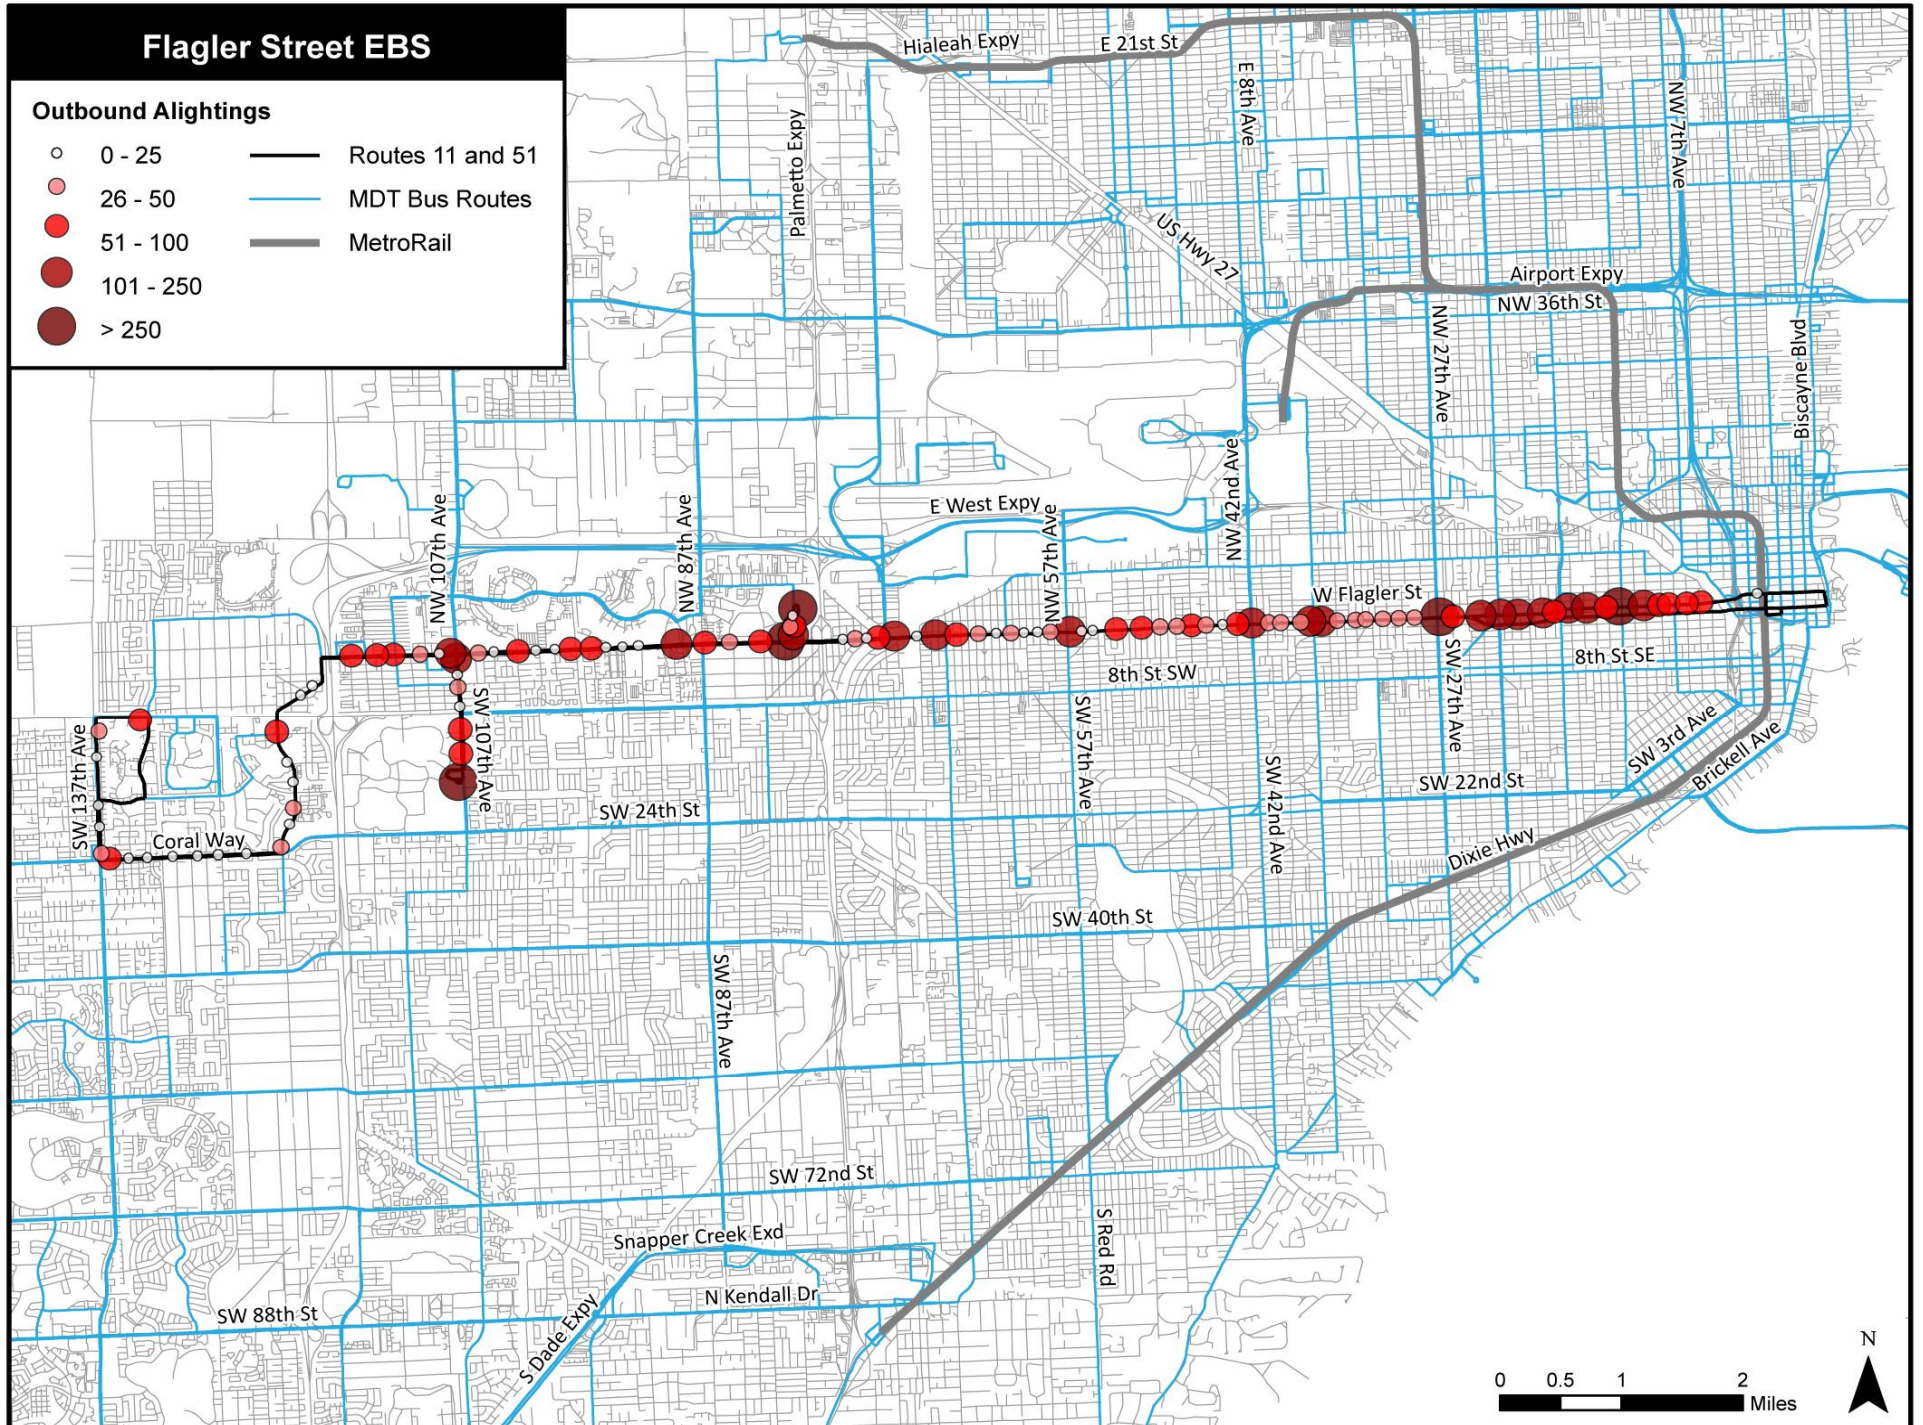 Flagler Street EBS
Outbound Alightings
0 - 25
26 - 50
51 - 100
101 - 250
> 250
Routes 11 and 51
MDT Bus Routes
MetroRail
Hialeah Expy
E 21st St
E 8th Ave
NW 7th Ave
Palmetto Expy
US Hwy 27
Airport Expy
NW 36th St
NW 27th Ave
Biscayne Blvd
NW 42nd Ave
E West Expy
NW 107th Ave
NW 87th Ave
NW 57th Ave
W Flagler St
8th St SW
8th St SE
SW 107th Ave
SW 137th Ave
SW 57th Ave
SW 27th Ave
SW 3rd Ave
Brickell Ave
SW 42nd Ave
SW 22nd St
SW 24th St
Coral Way
Dixie Hwy
SW 40th St
SW 87th Ave
SW 72nd St
Snapper Creek Exd
S Red Rd
N Kendall Dr
SW 88th St
S Dade Expy
N
0 0.5 1 2
Miles